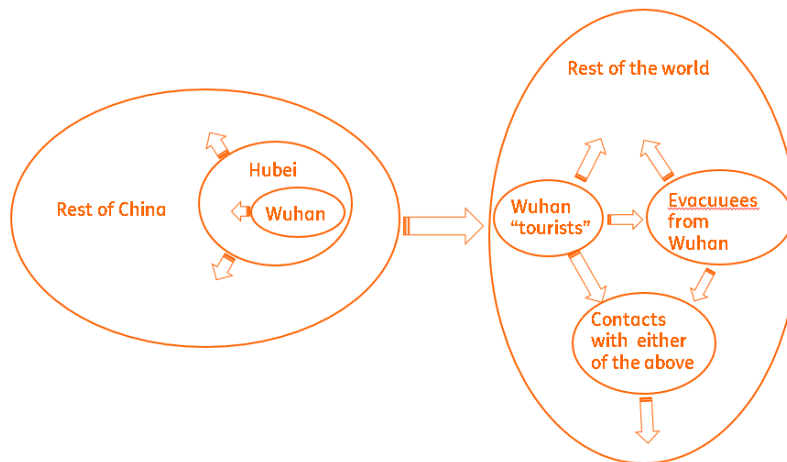 Rest of the world
Hubei
Rest of China
Wuhan
Wuhan
“tourists”
Evacuuees
from
Wuhan
Contacts
with either
of the above